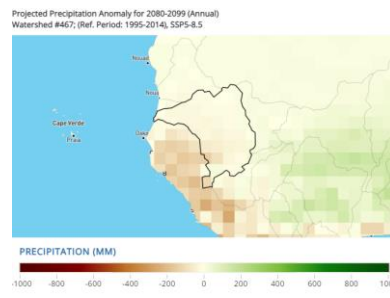 Projected Precipitation Anomaly for 2080-2099 (Annual)
Watershed #467; (Ref. Period: 1995-2014), SSP5-8.5
Nouad
Noua
Cape Verde
Praia
Daka
PRECIPITATION (MM)
-1000 -800 -600 -400 -200 0 200 400 600 800 100